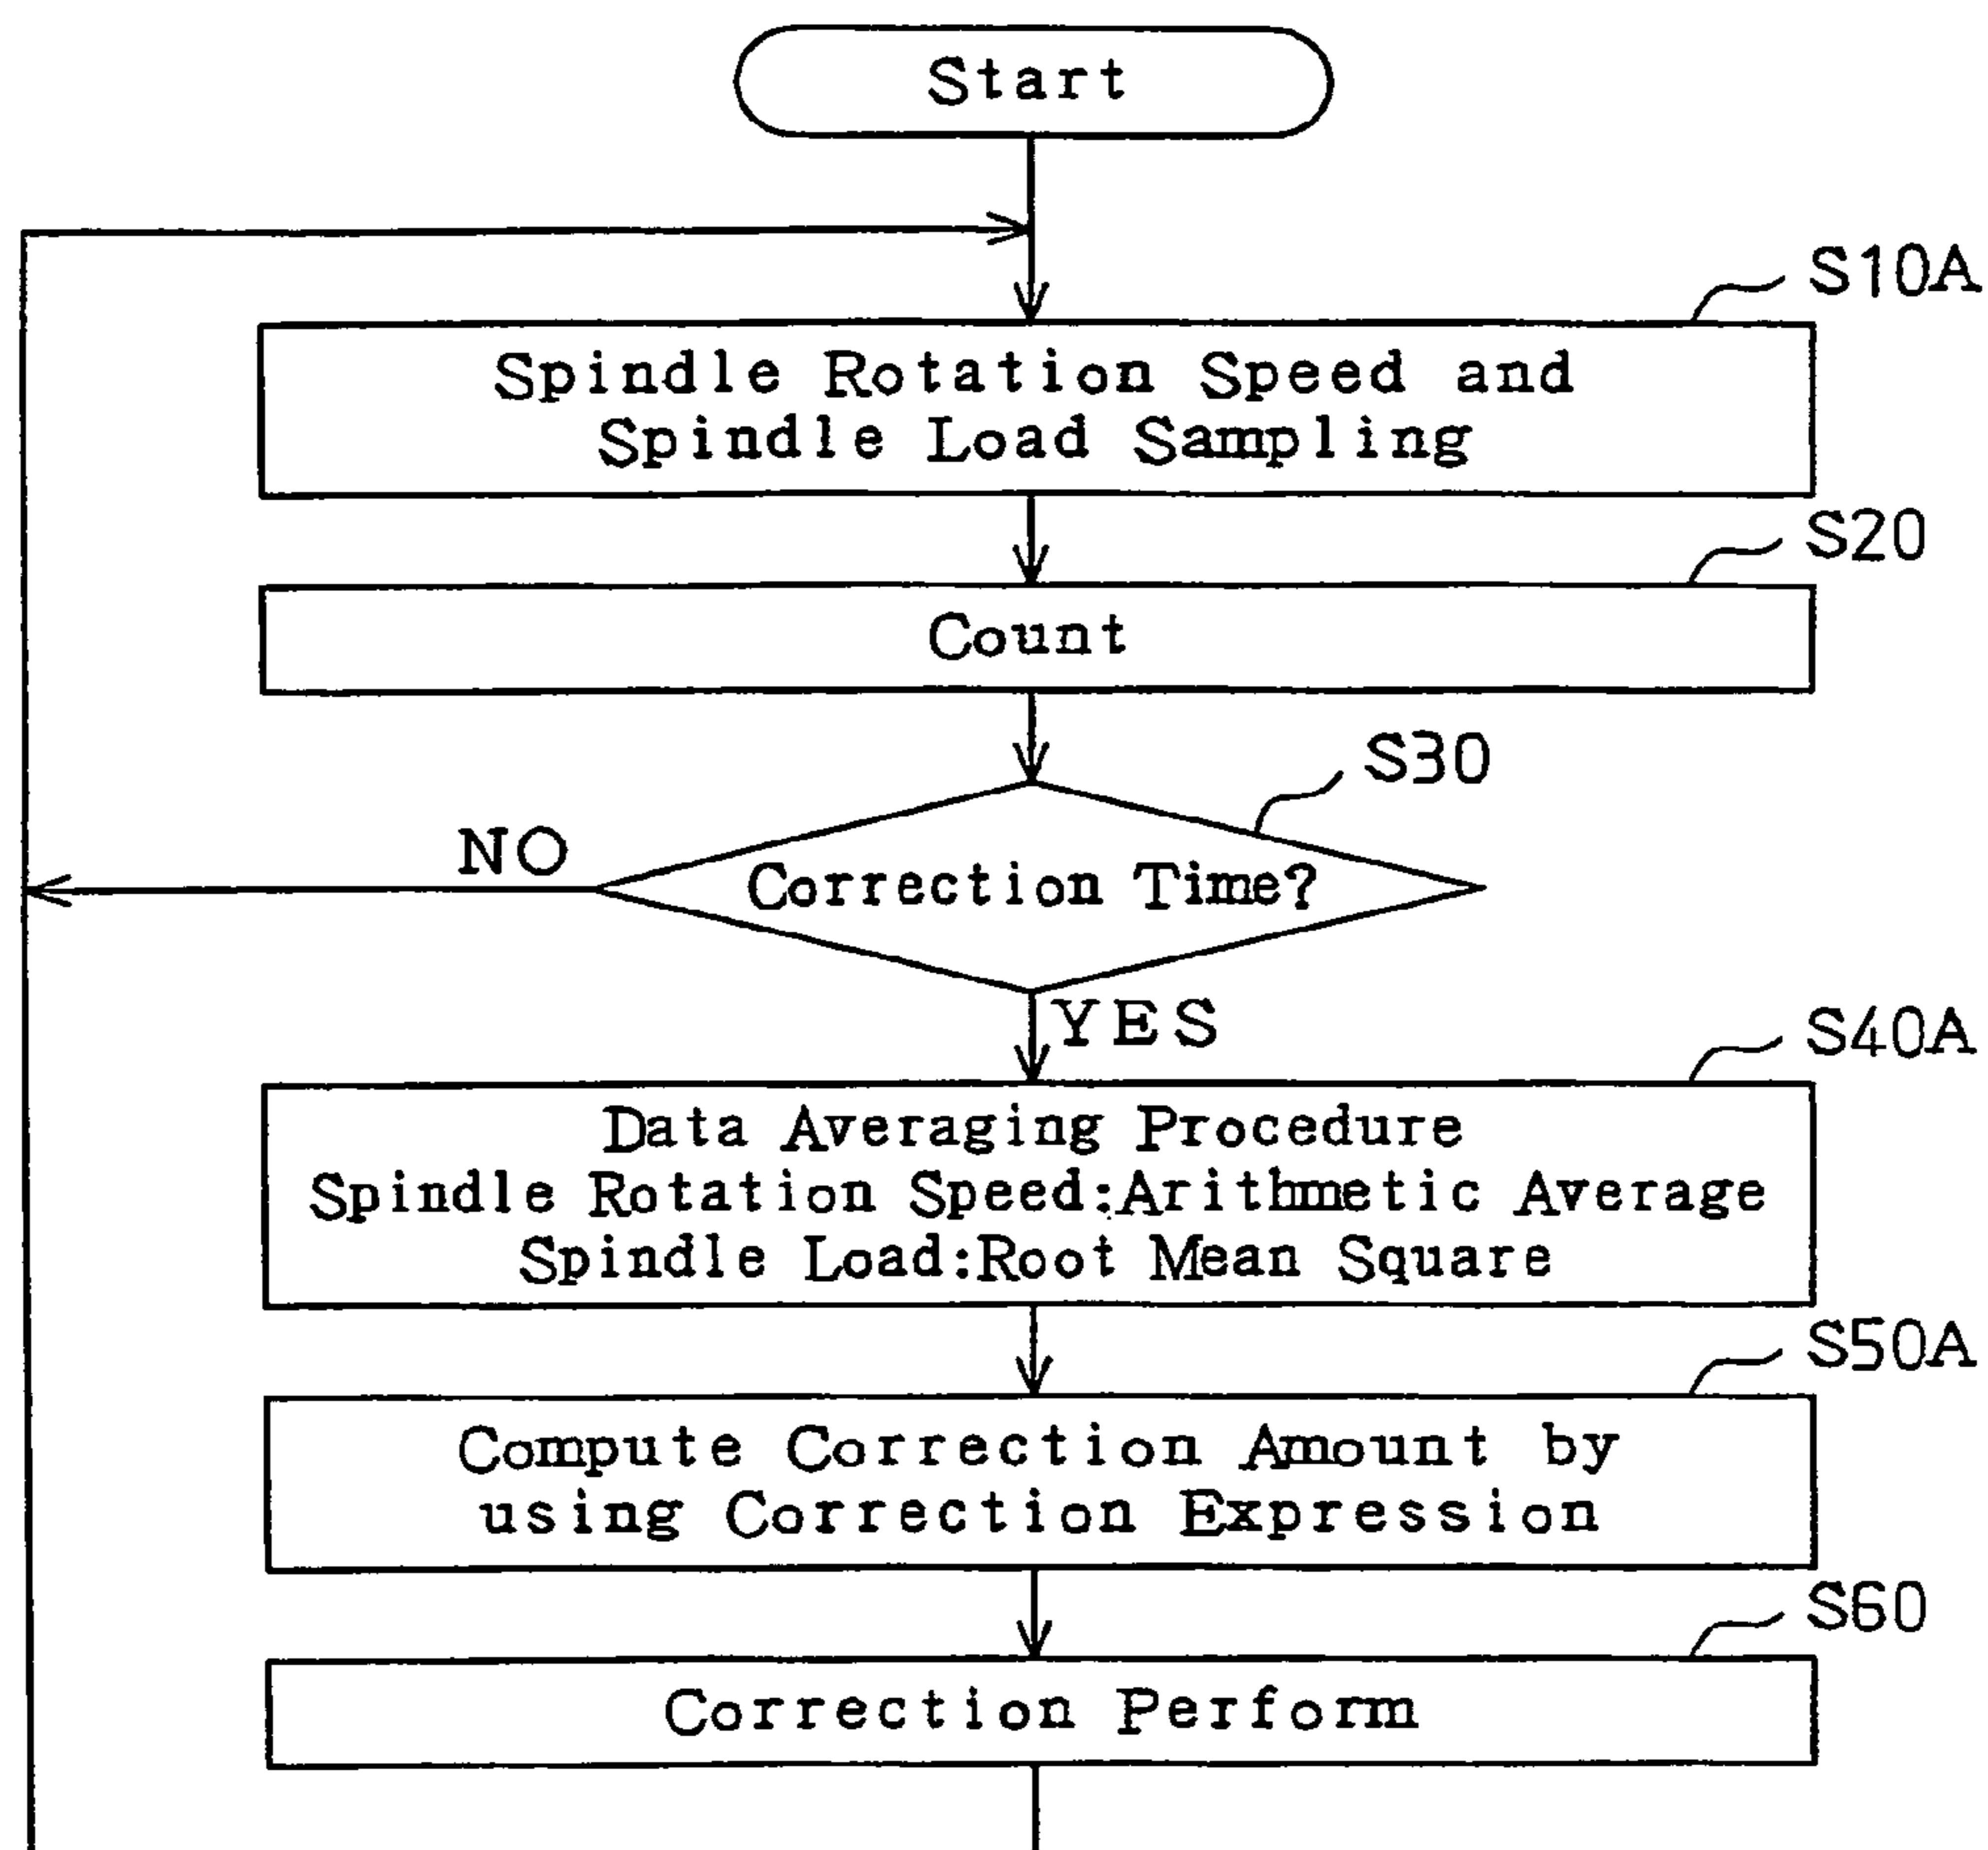 Start
S10A
Spindle Rotation Speed and
Spindle Load Sampling
S20
Count
S30
NO
Correction Time?
YES
S40A
Data Averaging Procedure
Spindle Rotation Speed:Arithmetic Average
Spindle Load:Root Mean Square
S50A
Compute Correction Amount by
using Correction Expression
S60
Correction Perform